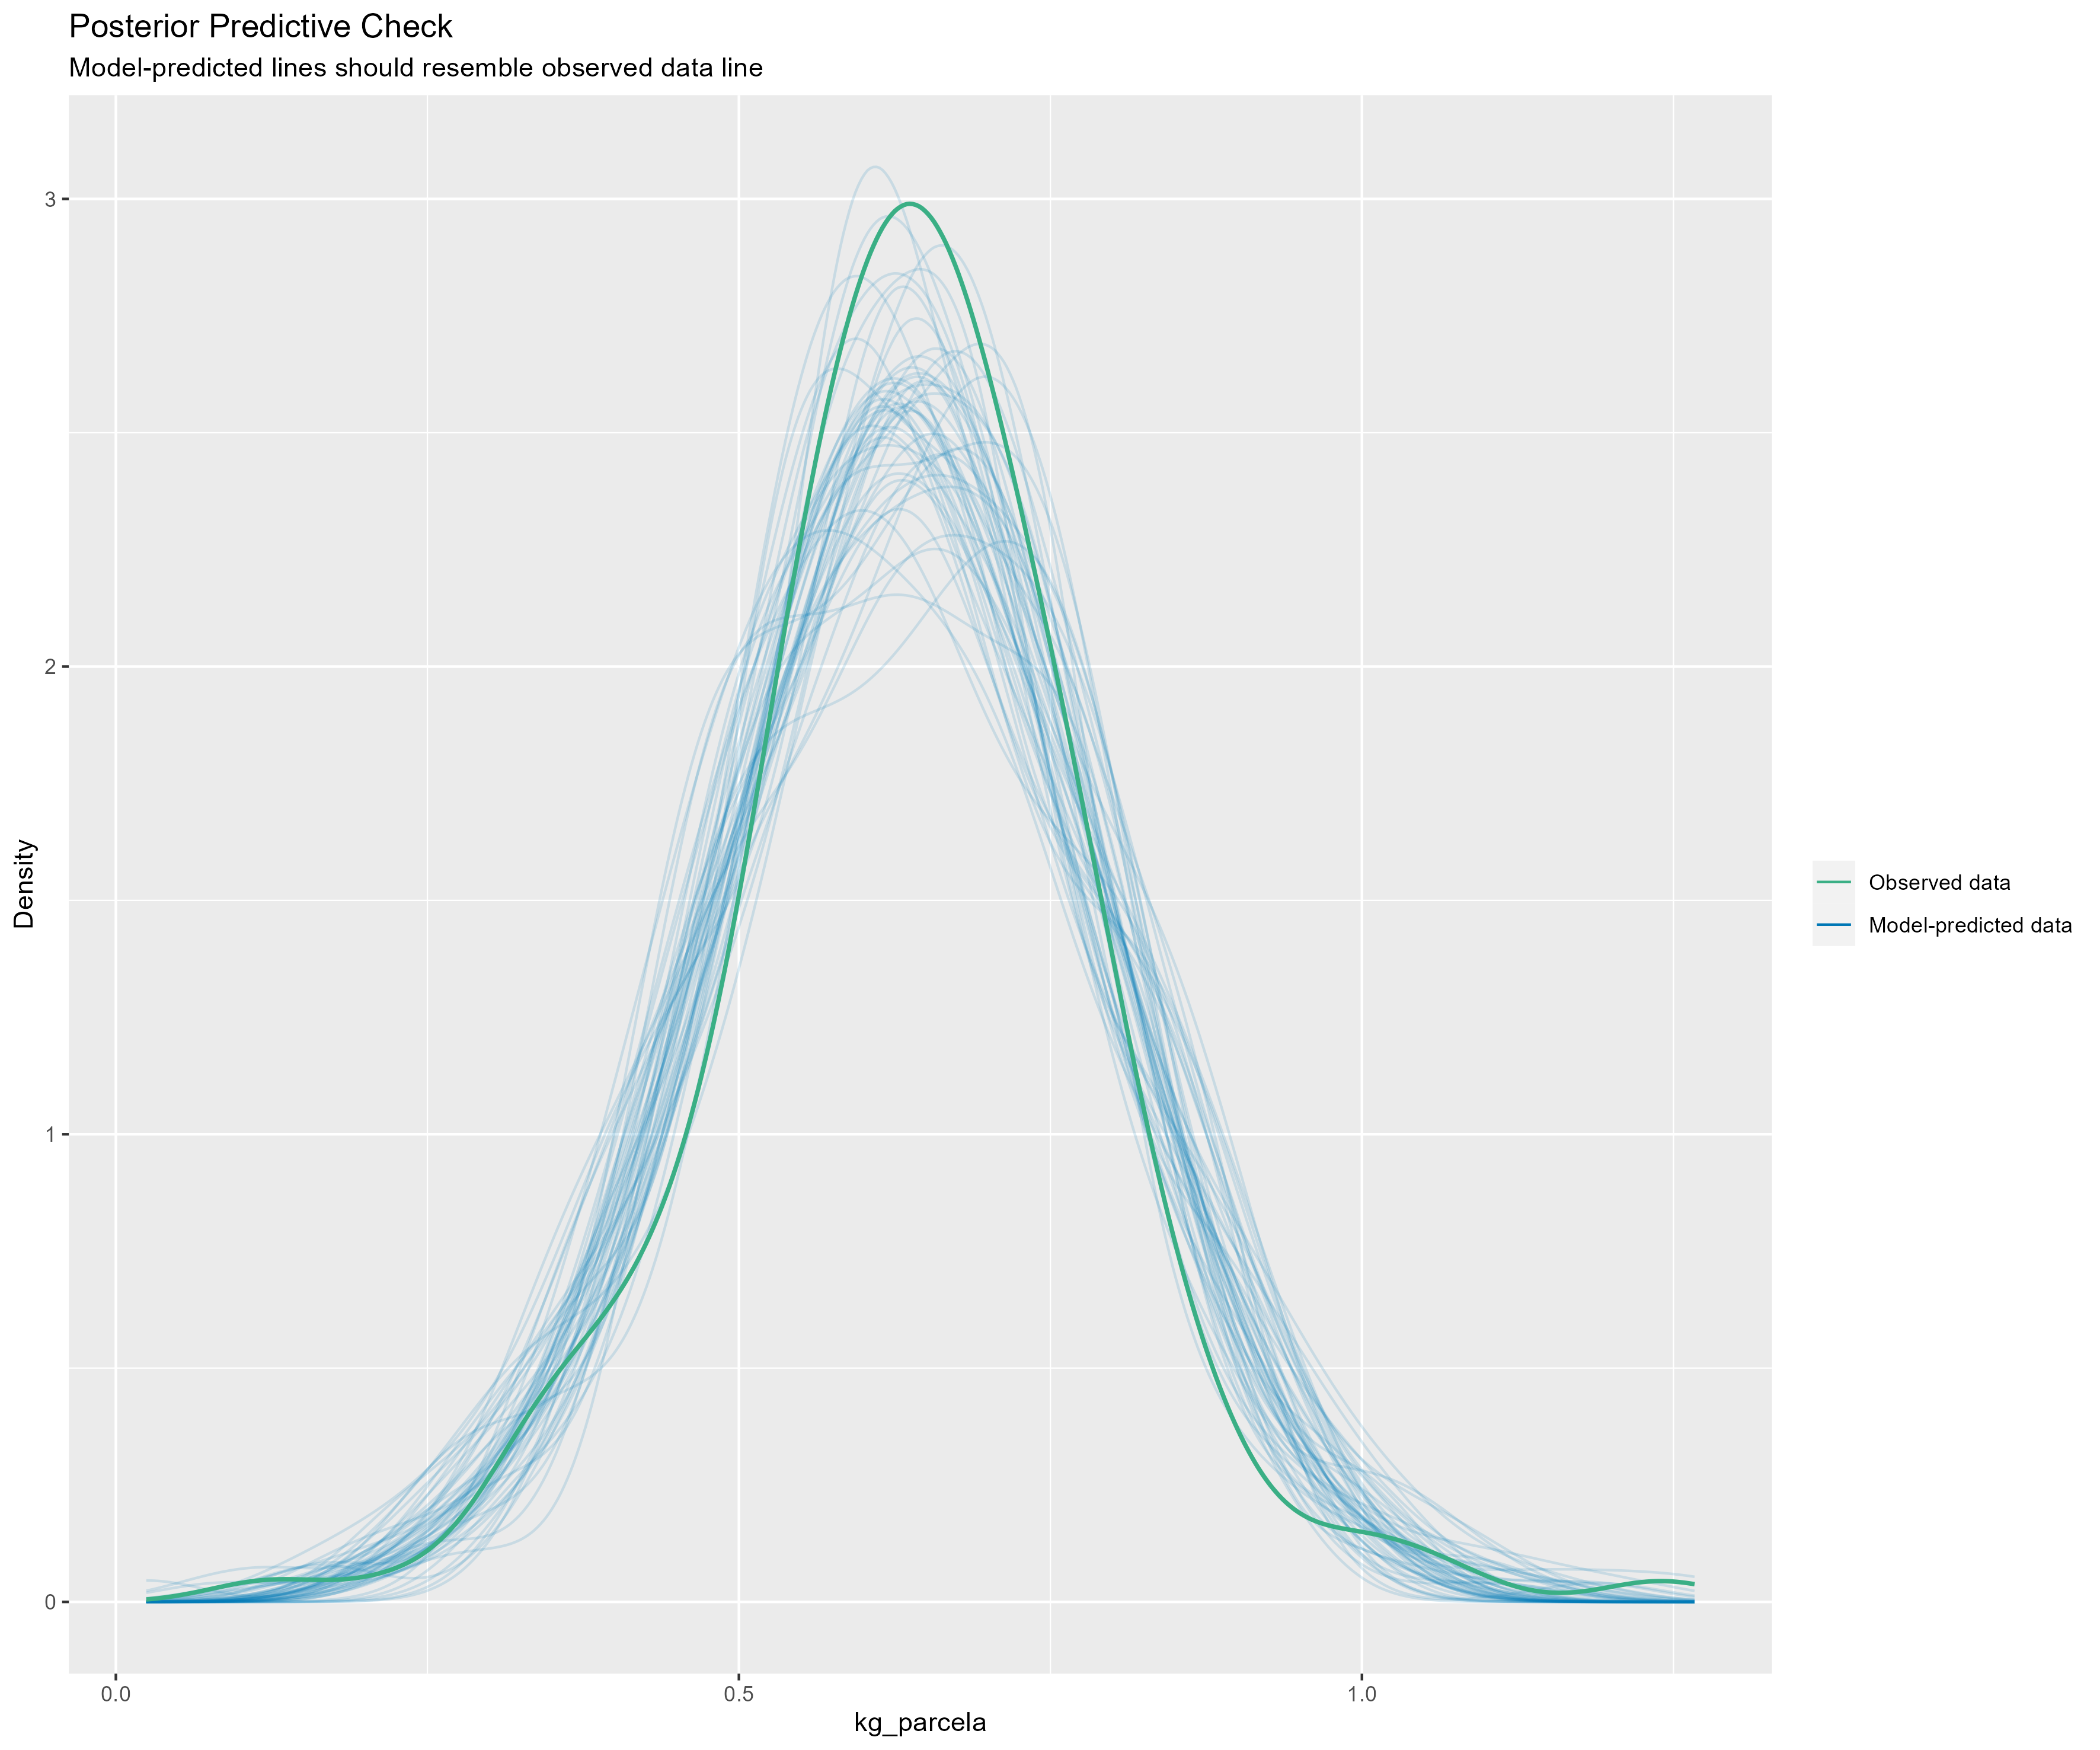 Posterior Predictive Check
Model-predicted lines should resemble observed data line
3
2
1
0
Density
0.0
0.5
1.0
kg_parcela
Observed data
Model-predicted data